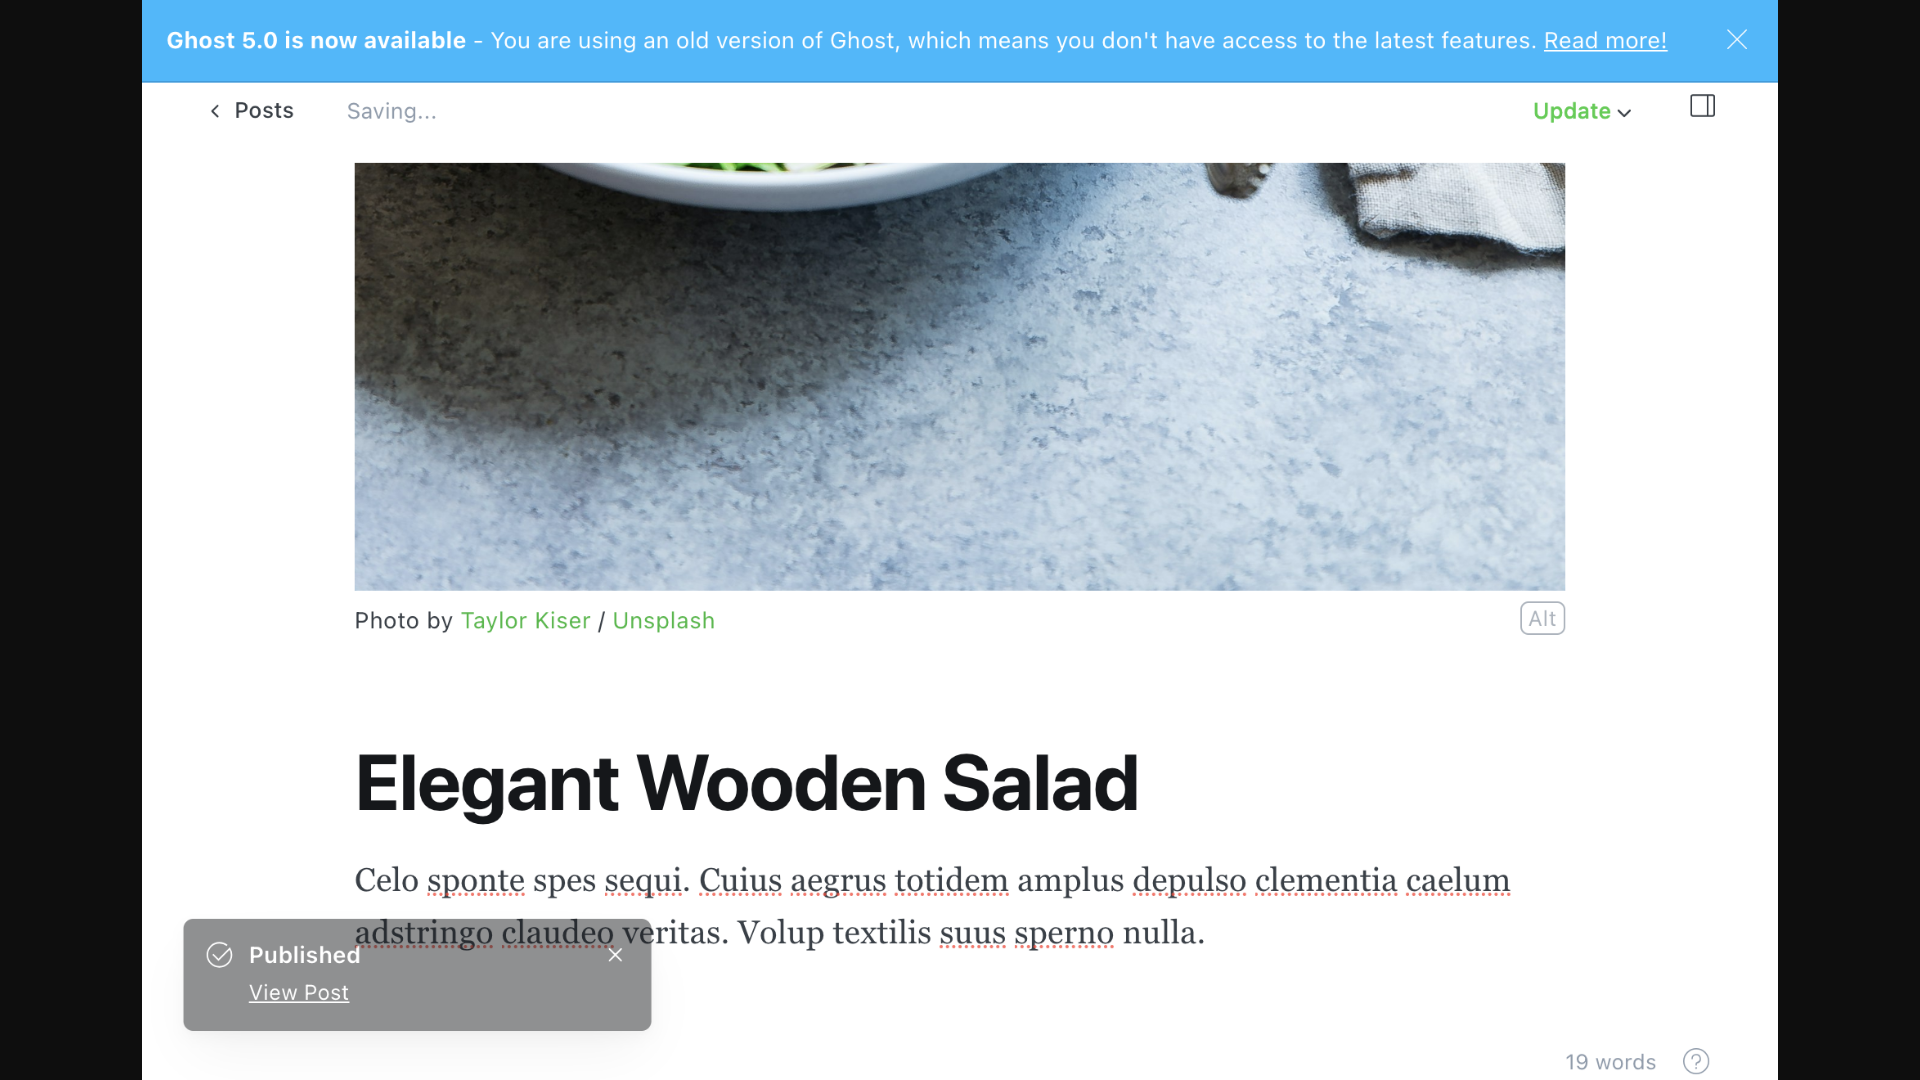 Ghost 5.0 is now available - You are using an old version of Ghost, which means you don't have access to the latest features. Read more!
Posts
Saving...
Update
Photo by Taylor Kiser / Unsplash
Alt
Elegant Wooden Salad
Celo sponte spes sequi. Cuius aegrus totidem amplus depulso clementia caelum
adstringo claudeo veritas. Volup textilis suus sperno nulla.
Published
View Post
19 words